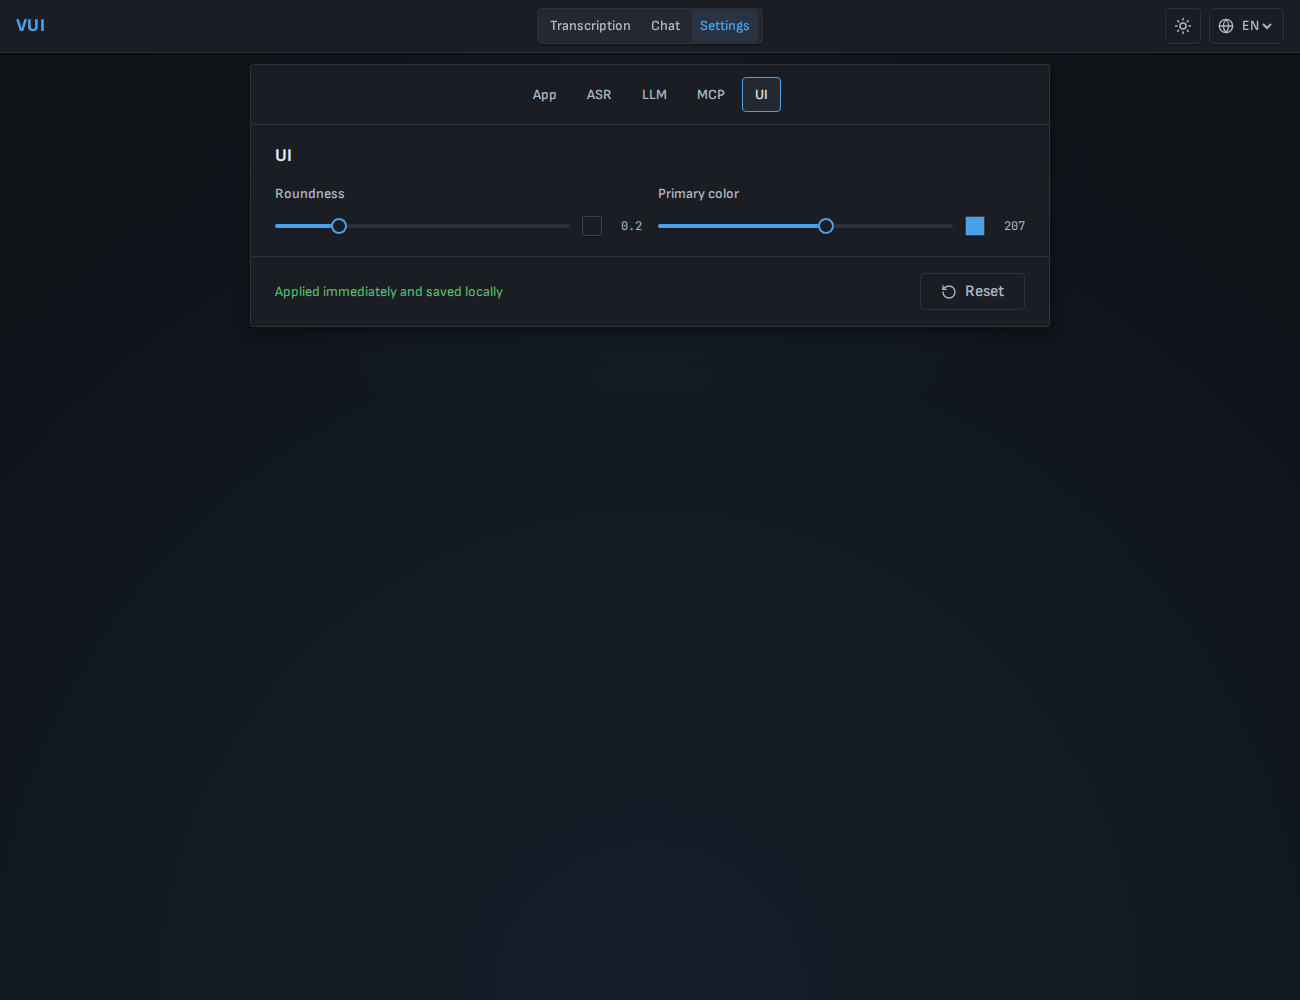 VUI
Transcription Chat Settings
EN
App ASR LLM MCP UI
UI
Roundness
0.2
Primary color
207
Applied immediately and saved locally
Reset